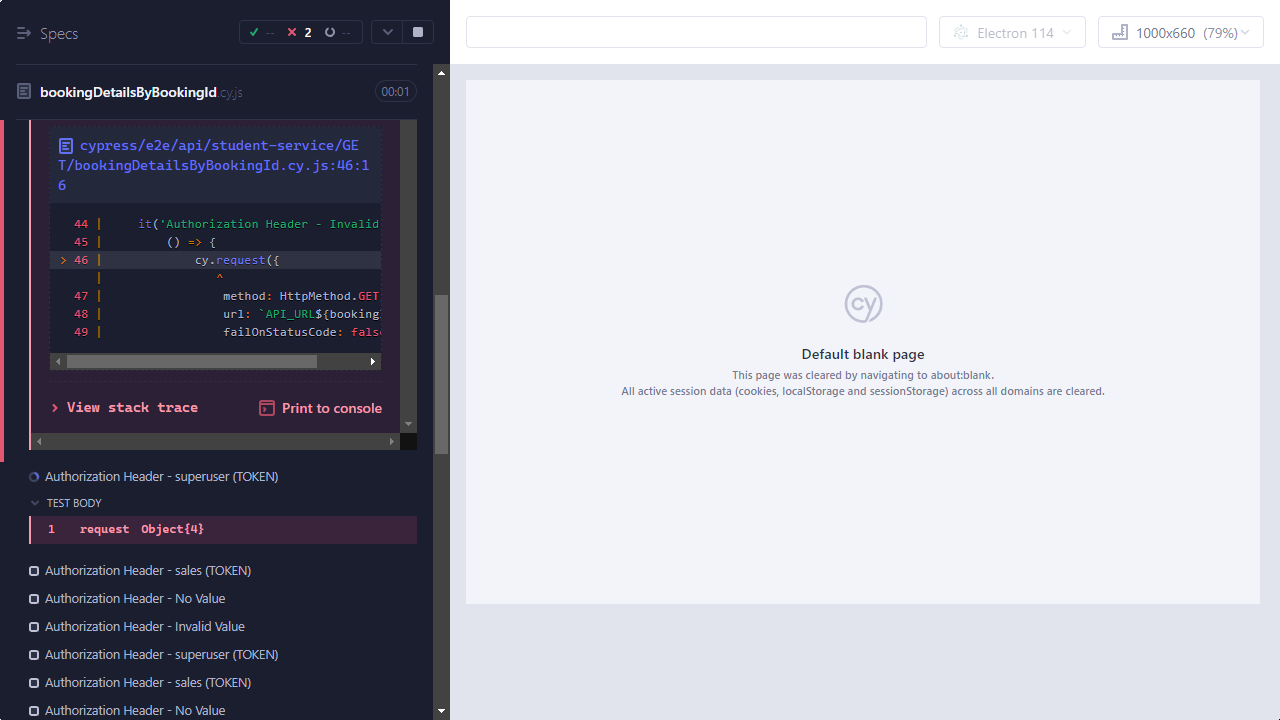 Specs
--
2
--
Electron 114
1000x660 (79%)
bookingDetailsByBookingId.cy.js
00:01
cypress/e2e/api/student-service/GE
T/bookingDetailsByBookingId.cy.js:46:1
6
44 | it('Authorization Header - Invalid
45 | () => {
> 46 | cy.request({
| ^
47 | method: HttpMethod.GET
48 | url: `API_URL${booking
49 | failOnStatusCode: false
View stack trace
Print to console
Authorization Header - superuser (TOKEN)
TEST BODY
1 request Object{4}
Authorization Header - sales (TOKEN)
Authorization Header - No Value
Authorization Header - Invalid Value
Authorization Header - superuser (TOKEN)
Authorization Header - sales (TOKEN)
Authorization Header - No Value
cy
Default blank page
This page was cleared by navigating to about:blank.
All active session data (cookies, localStorage and sessionStorage) across all domains are cleared.